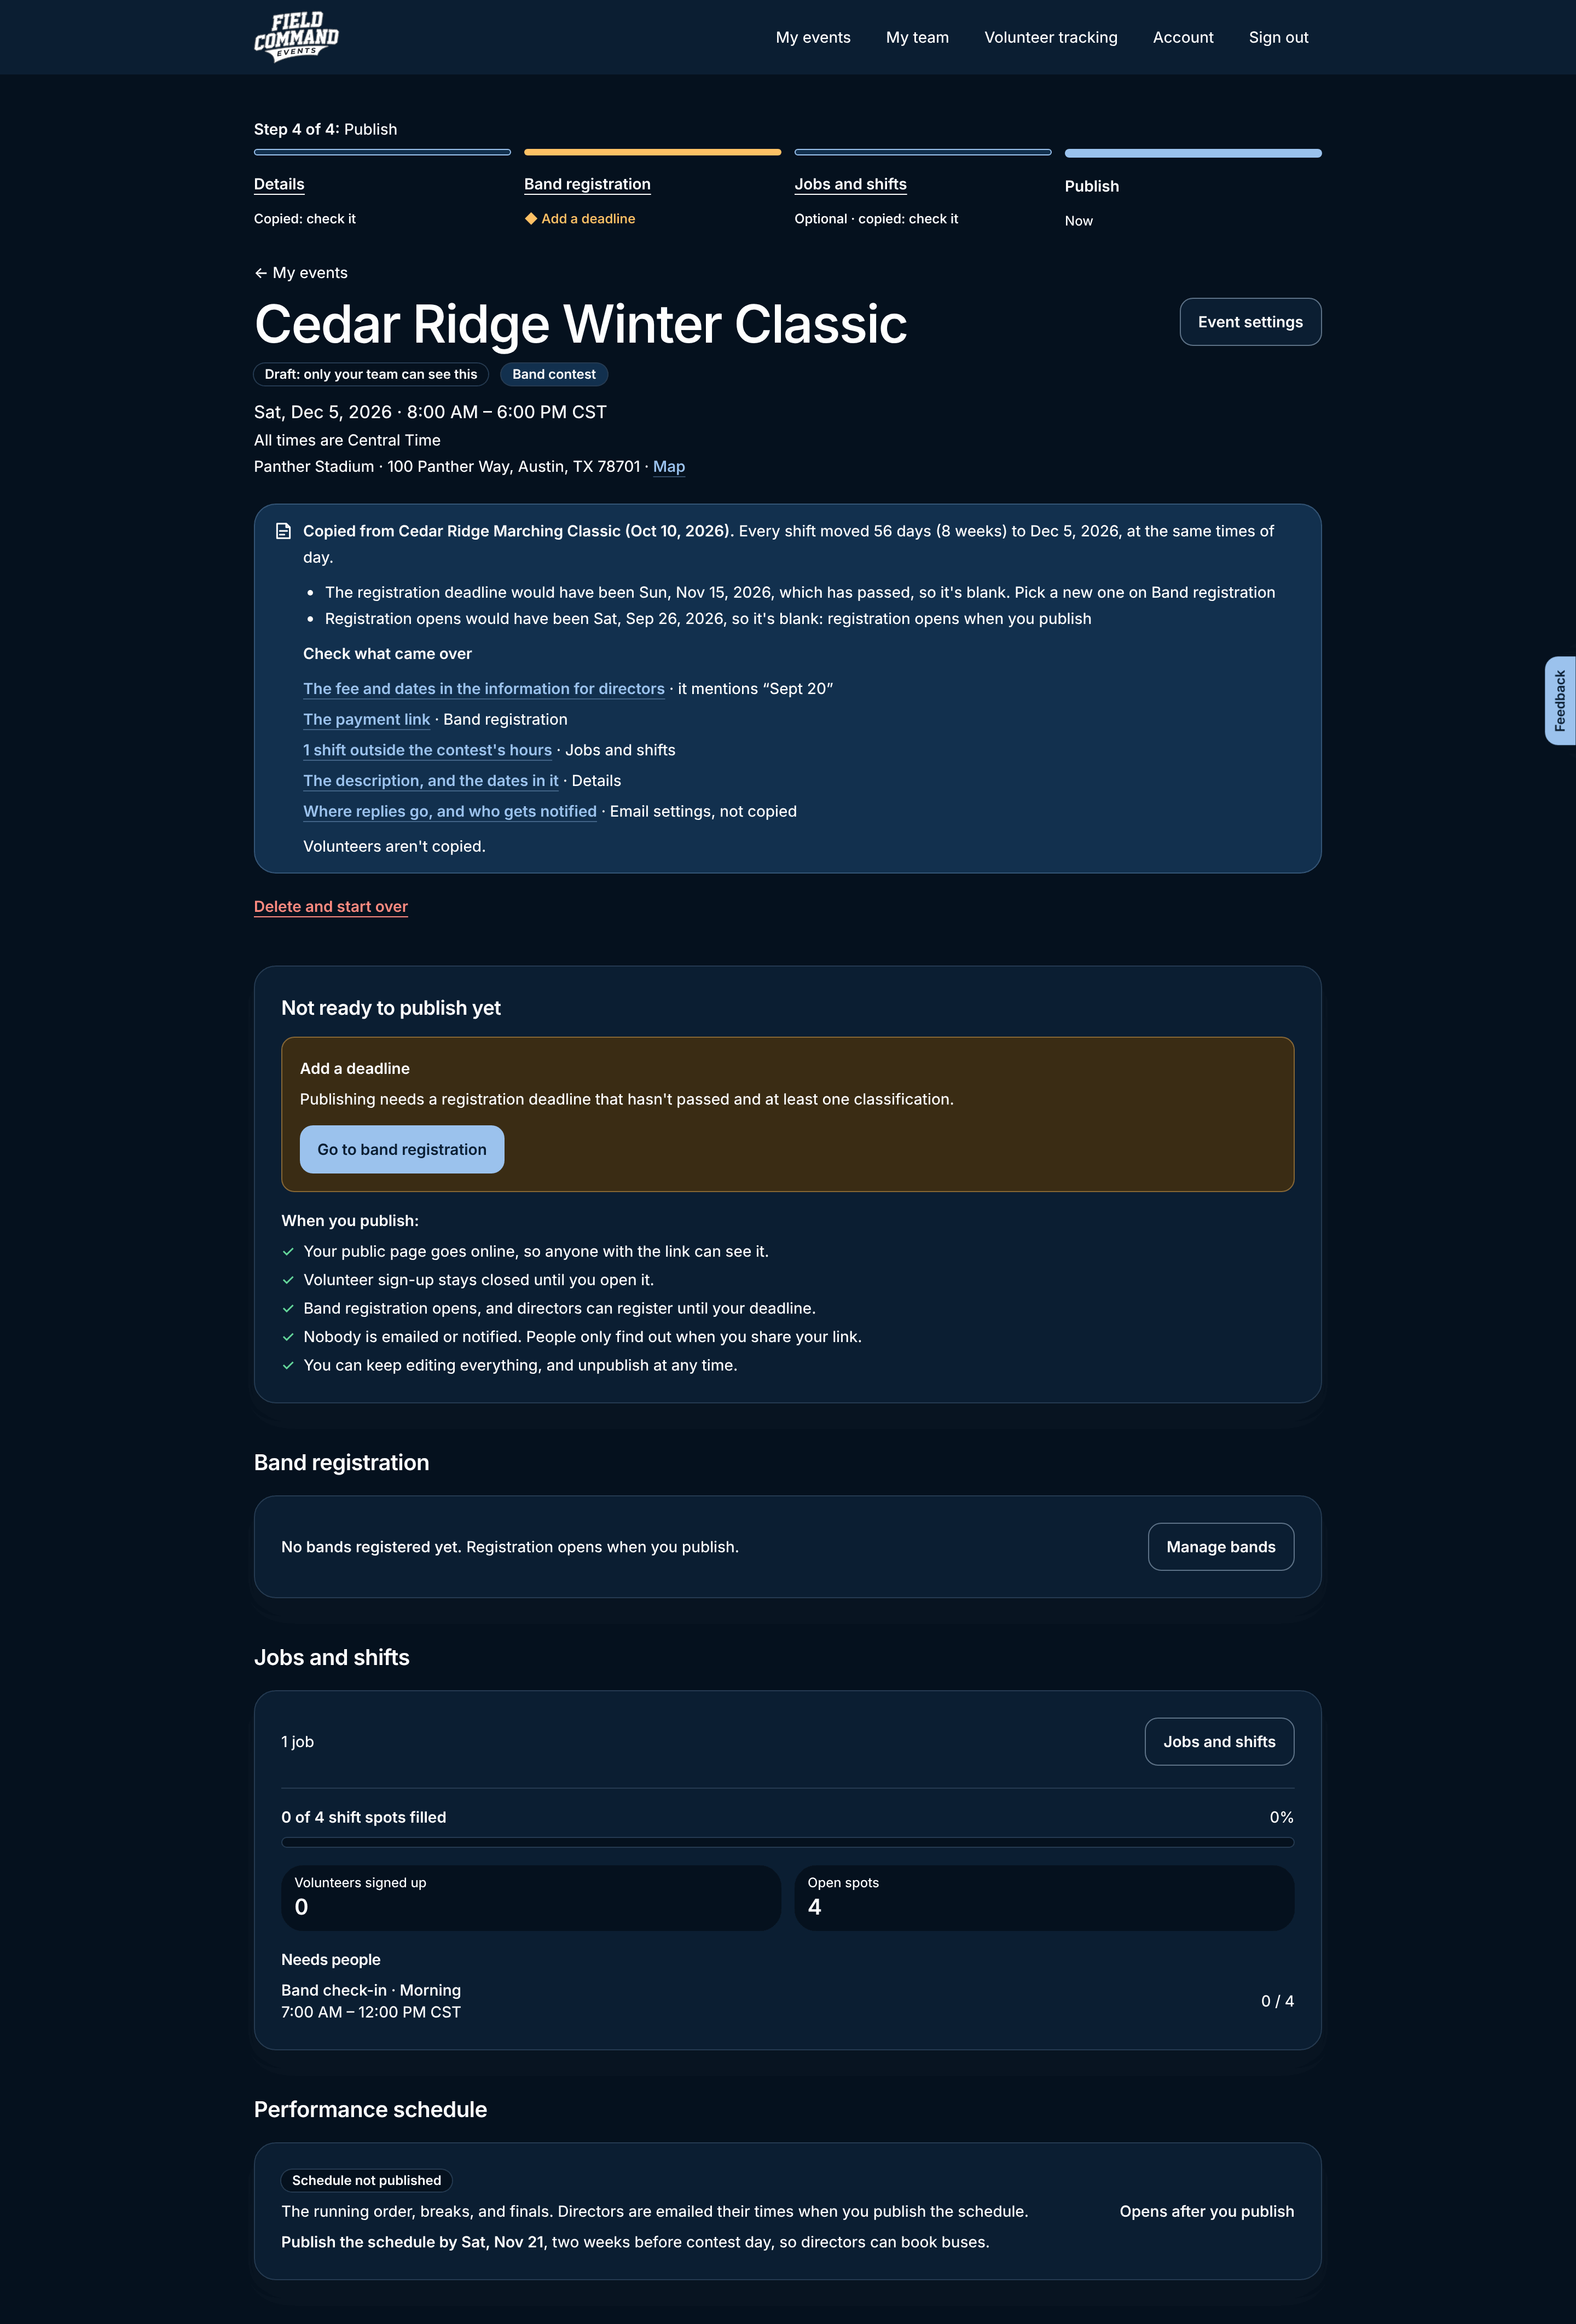 FIELD
COMMAND
EVENTS
My events
My team
Volunteer tracking
Account
Sign out
Step 4 of 4: Publish
Details
Copied: check it
Band registration
◆ Add a deadline
Jobs and shifts
Optional · copied: check it
Publish
Now
← My events
Cedar Ridge Winter Classic
Event settings
Draft: only your team can see this
Band contest
Sat, Dec 5, 2026 · 8:00 AM – 6:00 PM CST
All times are Central Time
Panther Stadium · 100 Panther Way, Austin, TX 78701 · Map
Copied from Cedar Ridge Marching Classic (Oct 10, 2026). Every shift moved 56 days (8 weeks) to Dec 5, 2026, at the same times of
day.
• The registration deadline would have been Sun, Nov 15, 2026, which has passed, so it's blank. Pick a new one on Band registration
• Registration opens would have been Sat, Sep 26, 2026, so it's blank: registration opens when you publish
Check what came over
The fee and dates in the information for directors · it mentions “Sept 20”
The payment link · Band registration
1 shift outside the contest's hours · Jobs and shifts
The description, and the dates in it · Details
Where replies go, and who gets notified · Email settings, not copied
Volunteers aren't copied.
Feedback
Delete and start over
Not ready to publish yet
Add a deadline
Publishing needs a registration deadline that hasn't passed and at least one classification.
Go to band registration
When you publish:
✓ Your public page goes online, so anyone with the link can see it.
✓ Volunteer sign-up stays closed until you open it.
✓ Band registration opens, and directors can register until your deadline.
✓ Nobody is emailed or notified. People only find out when you share your link.
✓ You can keep editing everything, and unpublish at any time.
Band registration
No bands registered yet. Registration opens when you publish.
Manage bands
Jobs and shifts
1 job
Jobs and shifts
0 of 4 shift spots filled
0%
Volunteers signed up
0
Open spots
4
Needs people
Band check-in · Morning
7:00 AM – 12:00 PM CST
0 / 4
Performance schedule
Schedule not published
The running order, breaks, and finals. Directors are emailed their times when you publish the schedule.
Opens after you publish
Publish the schedule by Sat, Nov 21, two weeks before contest day, so directors can book buses.